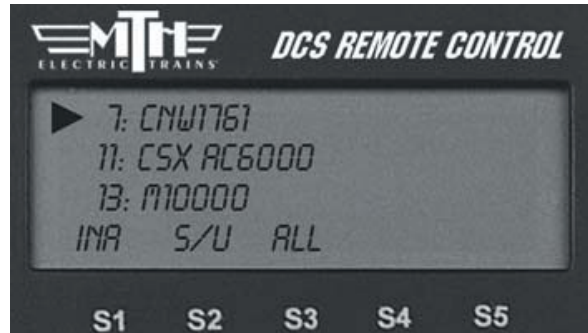 MTH
ELECTRIC TRAINS
DCS REMOTE CONTROL
7: CNW1761
11: CSX AC6000
13: M10000
INA S/U ALL
S1 S2 S3 S4 S5